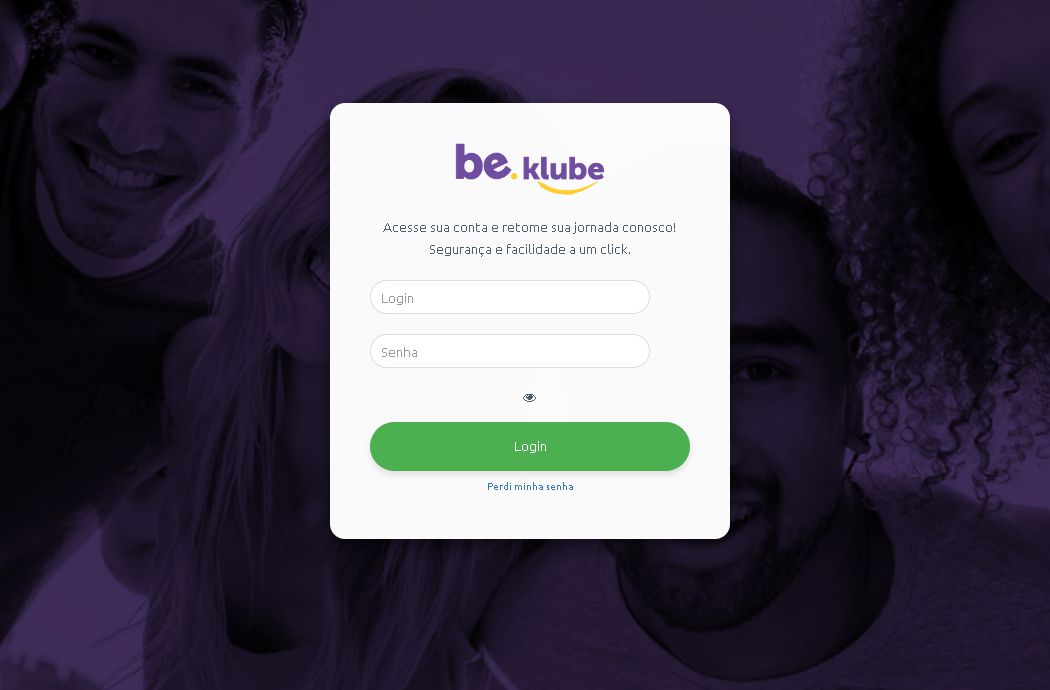 be. klube
Acesse sua conta e retome sua jornada conosco!
Segurança e facilidade a um click.
Login
Senha
Login
Perdi minha senha